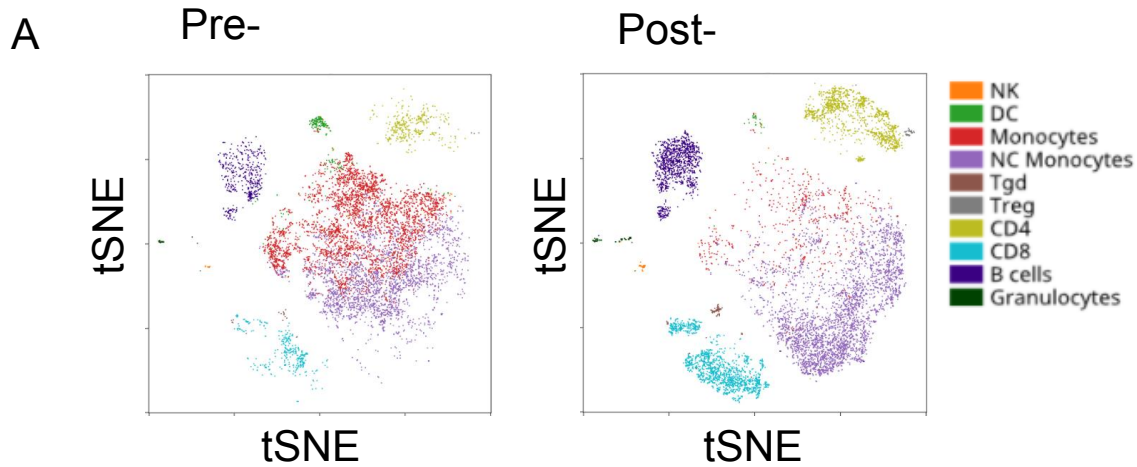 A
Pre-
Post-
tSNE
tSNE
tSNE
tSNE
NK
DC
Monocytes
NC Monocytes
Tgd
Treg
CD4
CD8
B cells
Granulocytes